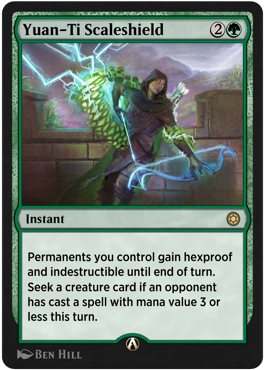 Yuan-Ti Scaleshield 2
Instant
Permanents you control gain hexproof
and indestructible until end of turn.
Seek a creature card if an opponent
has cast a spell with mana value 3 or
less this turn.
Ben Hill